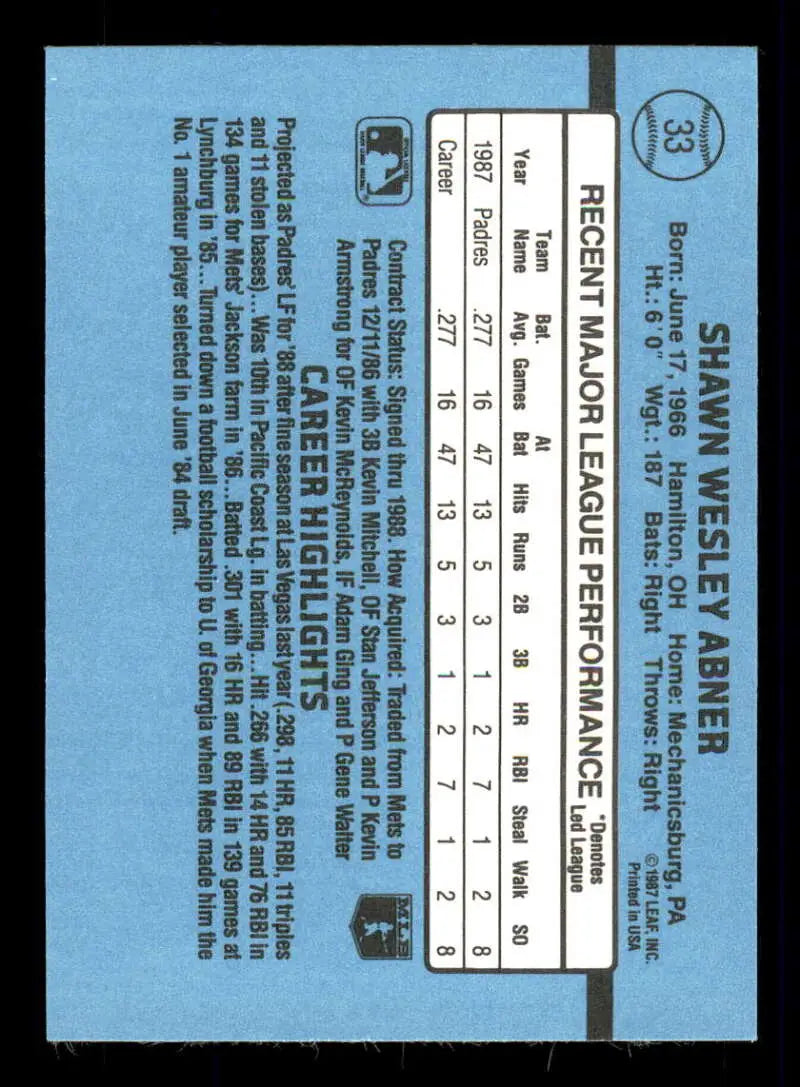 33
SHAWN WESLEY ABNER
Born: June 17, 1966 Hamilton, OH Home: Mechanicsburg, PA
Ht.: 6'0" Wgt.: 187 Bats: Right Throws: Right
© 1987 LEAF, INC.
Printed in USA
RECENT MAJOR LEAGUE PERFORMANCE *Denotes
Led League
Team Bat. At
Year Name Avg. Games Bat Hits Runs 2B 3B HR RBI Steal Walk SO
1987 Padres .277 16 47 13 5 3 1 2 7 1 2 8
Career .277 16 47 13 5 3 1 2 7 1 2 8
Contract Status: Signed thru 1988. How Acquired: Traded from Mets to
Padres 12/11/86 with 3B Kevin Mitchell, OF Stan Jefferson and P Kevin
Armstrong for OF Kevin McReynolds, IF Adam Ging and P Gene Walter
MLB
CAREER HIGHLIGHTS
Projected as Padres' LF for '88 after fine season at Las Vegas last year (.298, 11 HR, 85 RBI, 11 triples
and 11 stolen bases)...Was 10th in Pacific Coast Lg. in batting...Hit .266 with 14 HR and 76 RBI in
134 games for Mets' Jackson farm in '86...Batted .301 with 16 HR and 89 RBI in 139 games at
Lynchburg in '85...Turned down a football scholarship to U. of Georgia when Mets made him the
No. 1 amateur player selected in June '84 draft.